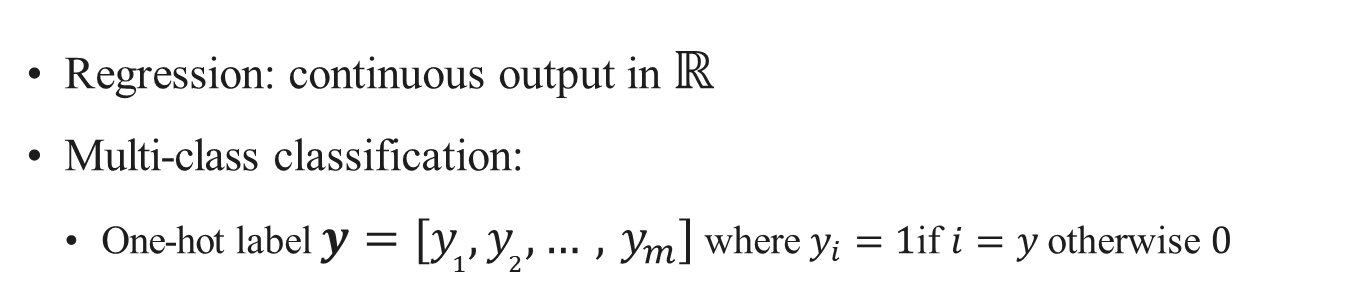 • Regression: continuous output in ℝ
• Multi-class classification:
• One-hot label 𝒚 = [𝑦₁, 𝑦₂, … , 𝑦ₘ] where 𝑦ᵢ = 1if 𝑖 = 𝑦 otherwise 0